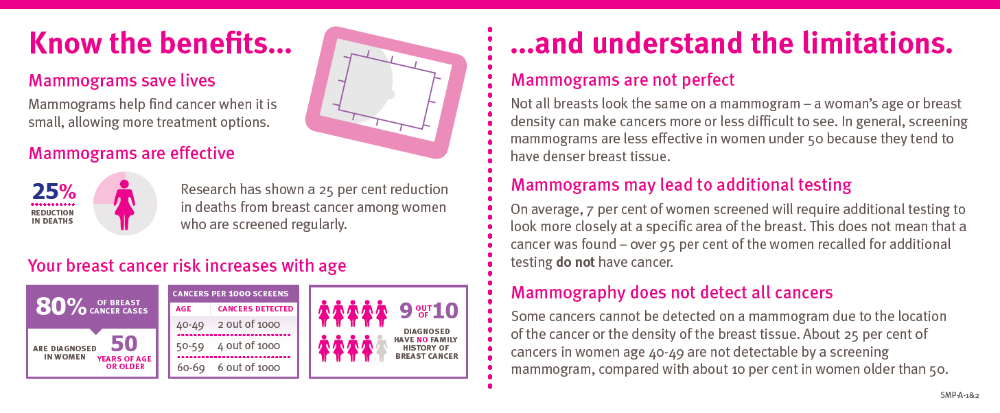 Know the benefits...
Mammograms save lives
Mammograms help find cancer when it is
small, allowing more treatment options.
Mammograms are effective
25%
REDUCTION
IN DEATHS
Research has shown a 25 per cent reduction
in deaths from breast cancer among women
who are screened regularly.
Your breast cancer risk increases with age
80% OF BREAST
CANCER CASES
ARE DIAGNOSED
IN WOMEN
50
YEARS OF AGE
OR OLDER
CANCERS PER 1000 SCREENS
AGE CANCERS DETECTED
40-49 2 out of 1000
50-59 4 out of 1000
60-69 6 out of 1000
9 OUT OF 10
DIAGNOSED
HAVE NO FAMILY
HISTORY OF
BREAST CANCER
...and understand the limitations.
Mammograms are not perfect
Not all breasts look the same on a mammogram – a woman's age or breast
density can make cancers more or less difficult to see. In general, screening
mammograms are less effective in women under 50 because they tend to
have denser breast tissue.
Mammograms may lead to additional testing
On average, 7 per cent of women screened will require additional testing to
look more closely at a specific area of the breast. This does not mean that a
cancer was found – over 95 per cent of the women recalled for additional
testing do not have cancer.
Mammography does not detect all cancers
Some cancers cannot be detected on a mammogram due to the location
of the cancer or the density of the breast tissue. About 25 per cent of
cancers in women age 40-49 are not detectable by a screening
mammogram, compared with about 10 per cent in women older than 50.
SMP-A-1&2